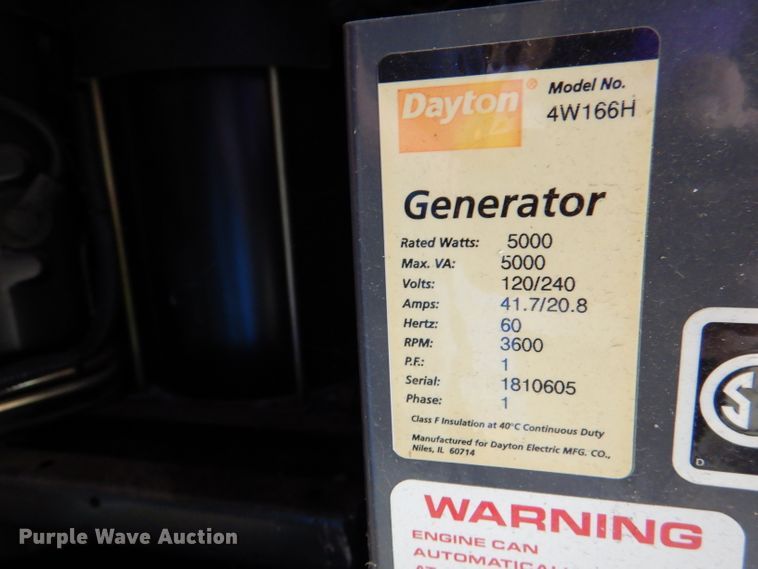 Dayton®
Model No.
4W166H
Generator
Rated Watts: 5000
Max. VA: 5000
Volts: 120/240
Amps: 41.7/20.8
Hertz: 60
RPM: 3600
P.F.: 1
Serial: 1810605
Phase: 1
Class F Insulation at 40°C Continuous Duty
Manufactured for Dayton Electric MFG. CO.,
Niles, IL 60714
WARNING
ENGINE CAN
D
Purple Wave Auction